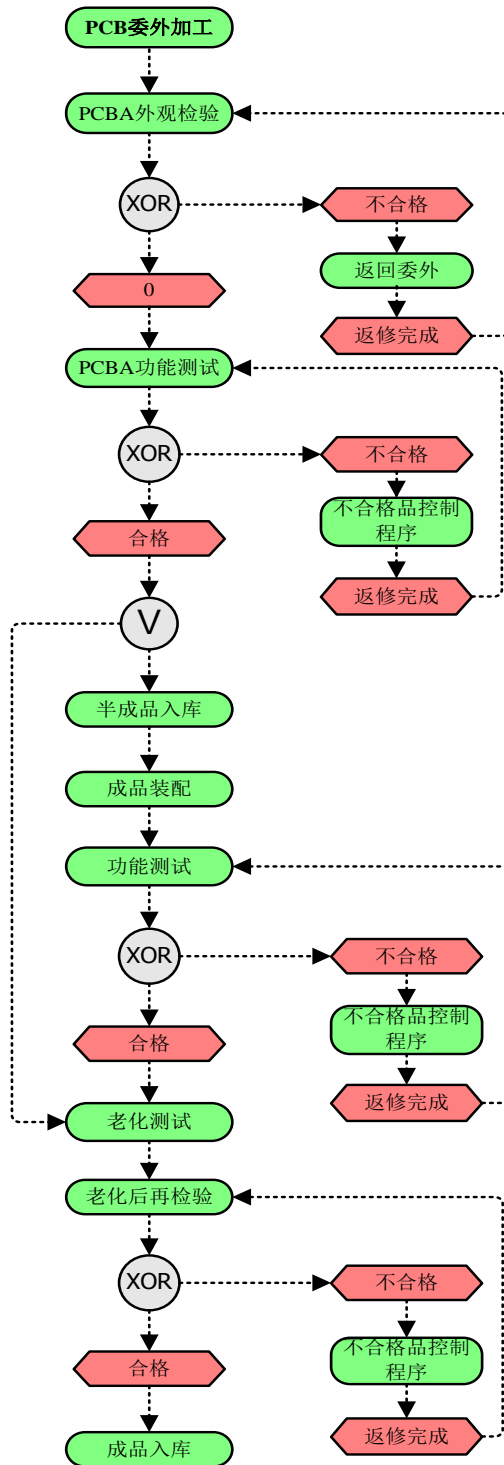 PCB委外加工
PCBA外观检验
XOR
不合格
返回委外
0
返修完成
PCBA功能测试
XOR
不合格
不合格品控制
程序
合格
返修完成
V
半成品入库
成品装配
功能测试
XOR
不合格
不合格品控制
程序
合格
返修完成
老化测试
老化后再检验
XOR
不合格
不合格品控制
程序
合格
返修完成
成品入库